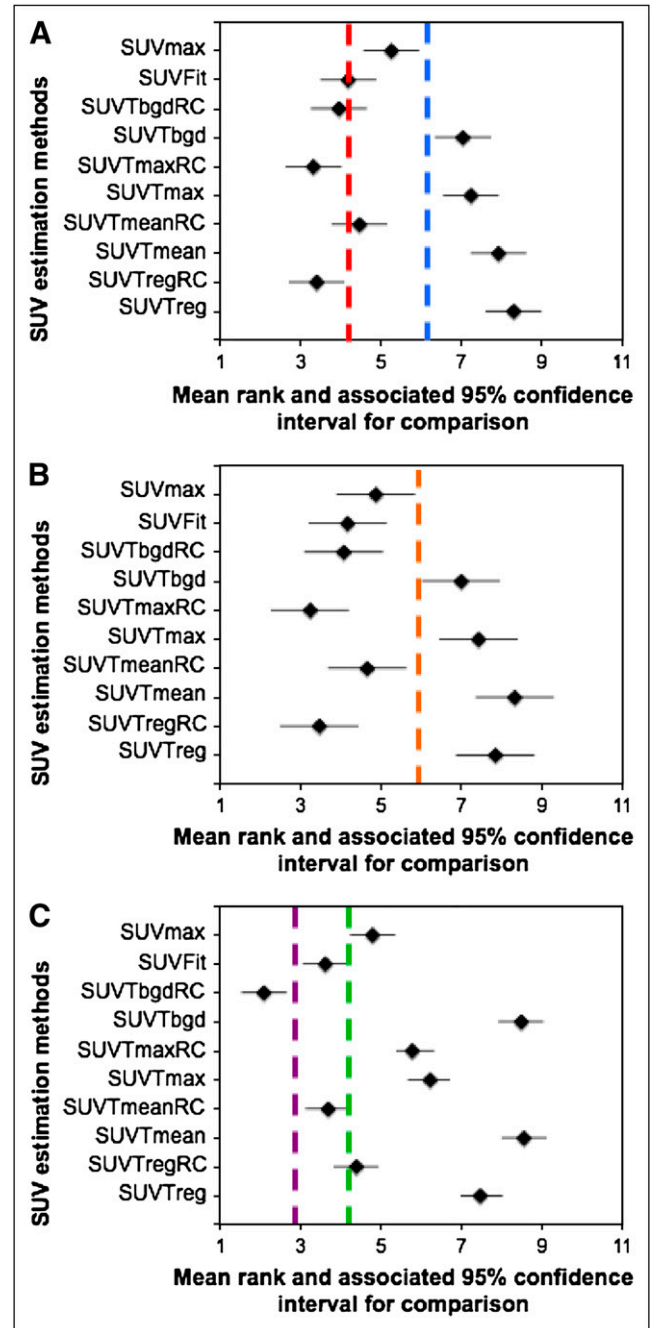 A
SUV estimation methods
SUVmax
SUVFit
SUVTbgdRC
SUVTbgd
SUVTmaxRC
SUVTmax
SUVTmeanRC
SUVTmean
SUVTregRC
SUVTreg
1 3 5 7 9 11
Mean rank and associated 95% confidence
interval for comparison
B
SUV estimation methods
SUVmax
SUVFit
SUVTbgdRC
SUVTbgd
SUVTmaxRC
SUVTmax
SUVTmeanRC
SUVTmean
SUVTregRC
SUVTreg
1 3 5 7 9 11
Mean rank and associated 95% confidence
interval for comparison
C
SUV estimation methods
SUVmax
SUVFit
SUVTbgdRC
SUVTbgd
SUVTmaxRC
SUVTmax
SUVTmeanRC
SUVTmean
SUVTregRC
SUVTreg
1 3 5 7 9 11
Mean rank and associated 95% confidence
interval for comparison